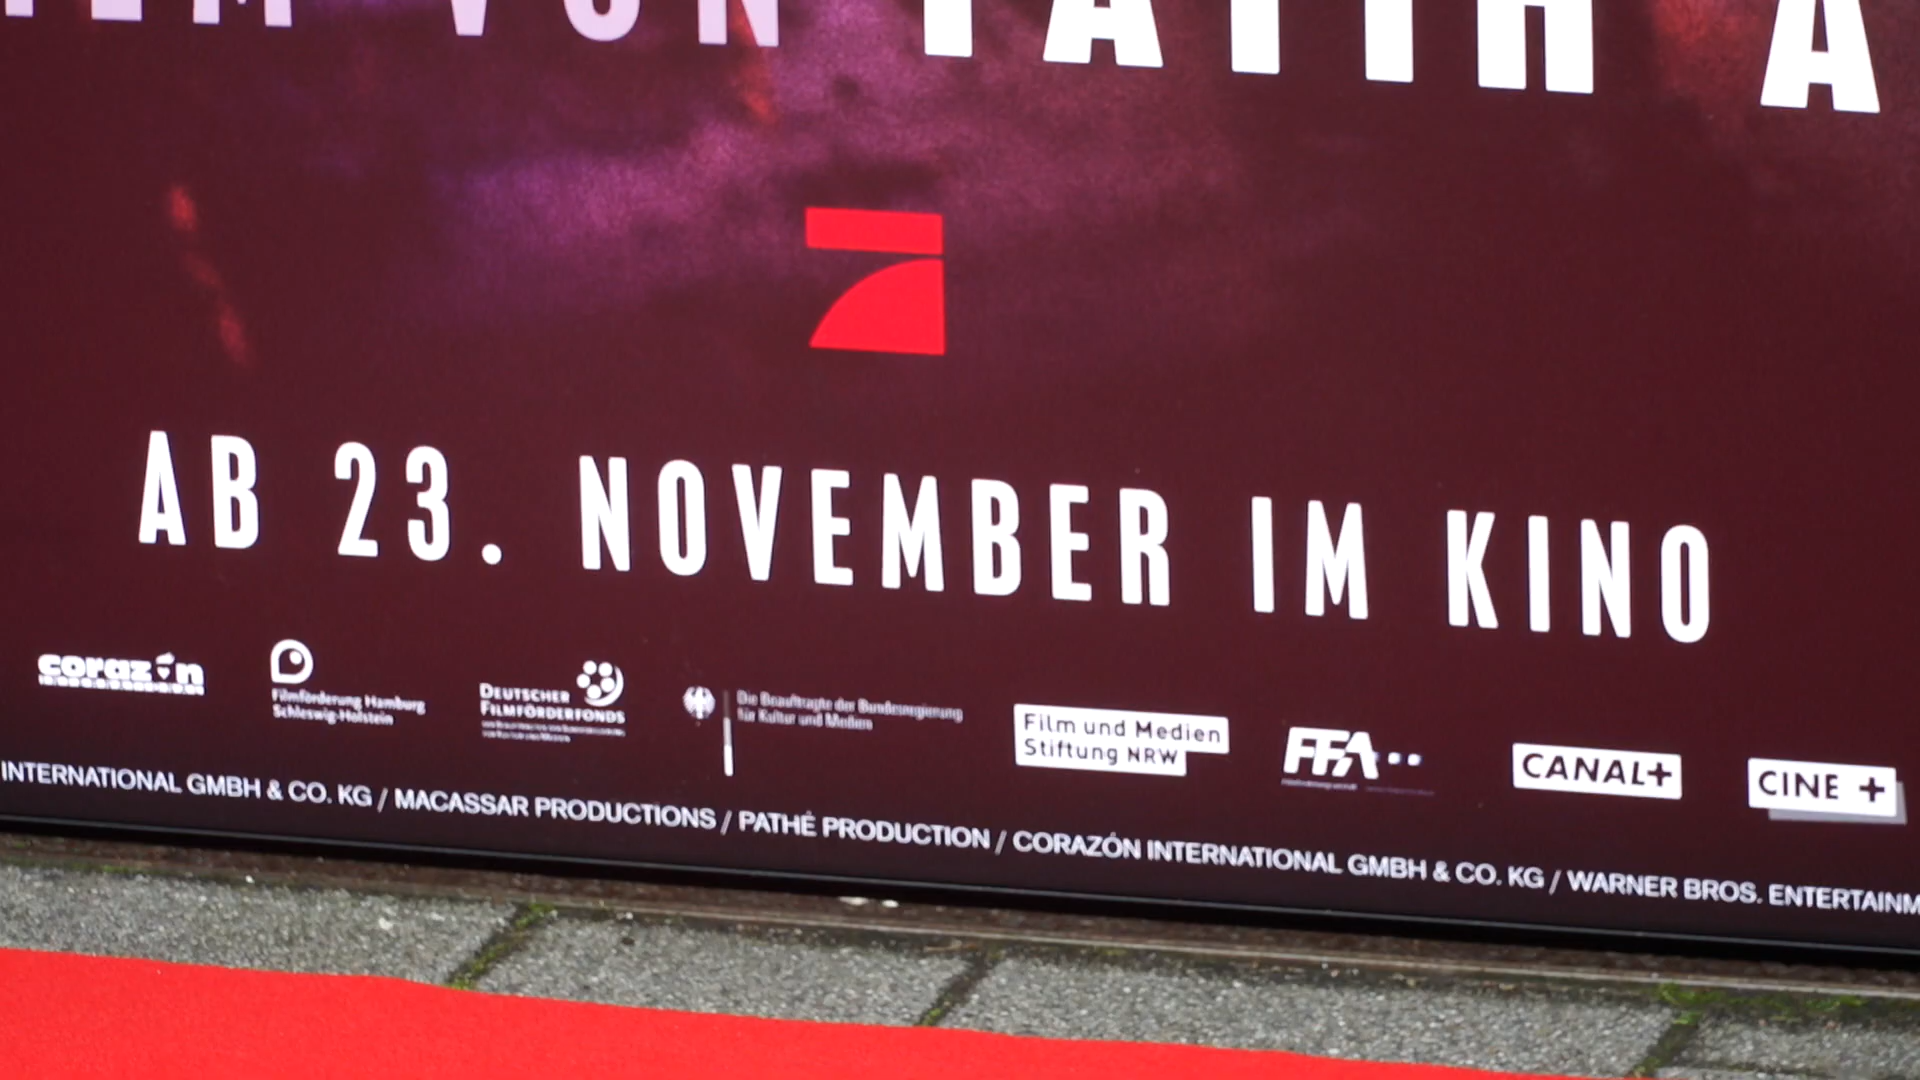 VON FATIH A
AB 23. NOVEMBER IM KINO
corazón
Filmförderung Hamburg
Schleswig-Holstein
DEUTSCHER
FILMFÖRDERFONDS
Die Beauftragte der Bundesregierung
für Kultur und Medien
Film und Medien
Stiftung NRW
FFA
CANAL+
CINE +
INTERNATIONAL GMBH & CO. KG / MACASSAR PRODUCTIONS / PATHÉ PRODUCTION / CORAZÓN INTERNATIONAL GMBH & CO. KG / WARNER BROS. ENTERTAINM